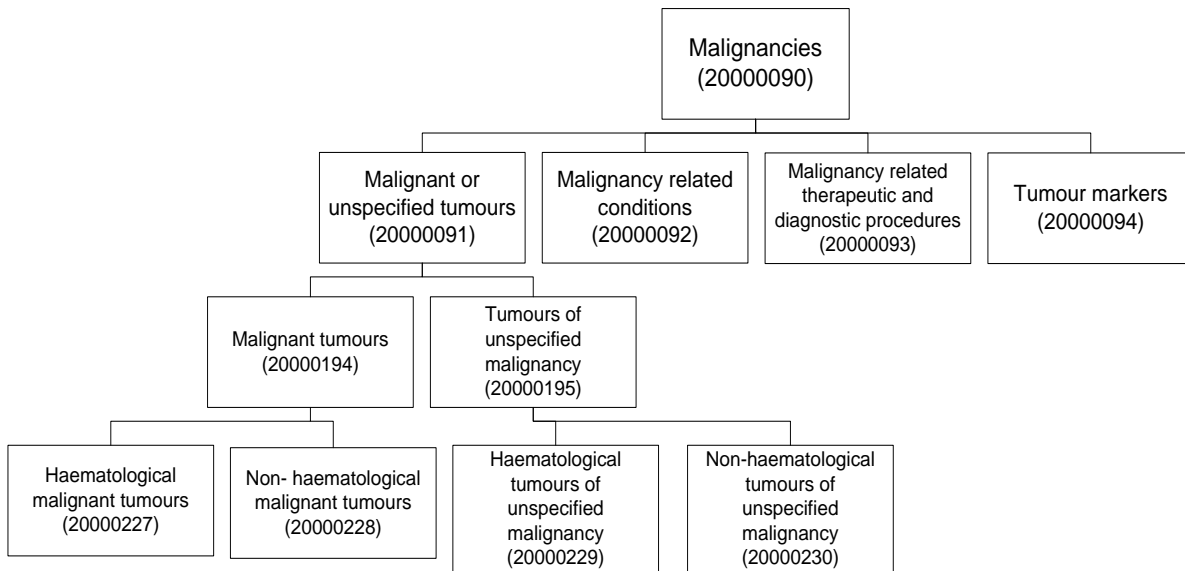 Malignancies
(20000090)
Malignant or
unspecified tumours
(20000091)
Malignancy related
conditions
(20000092)
Malignancy related
therapeutic and
diagnostic procedures
(20000093)
Tumour markers
(20000094)
Malignant tumours
(20000194)
Tumours of
unspecified
malignancy
(20000195)
Haematological
malignant tumours
(20000227)
Non- haematological
malignant tumours
(20000228)
Haematological
tumours of
unspecified
malignancy
(20000229)
Non-haematological
tumours of
unspecified
malignancy
(20000230)